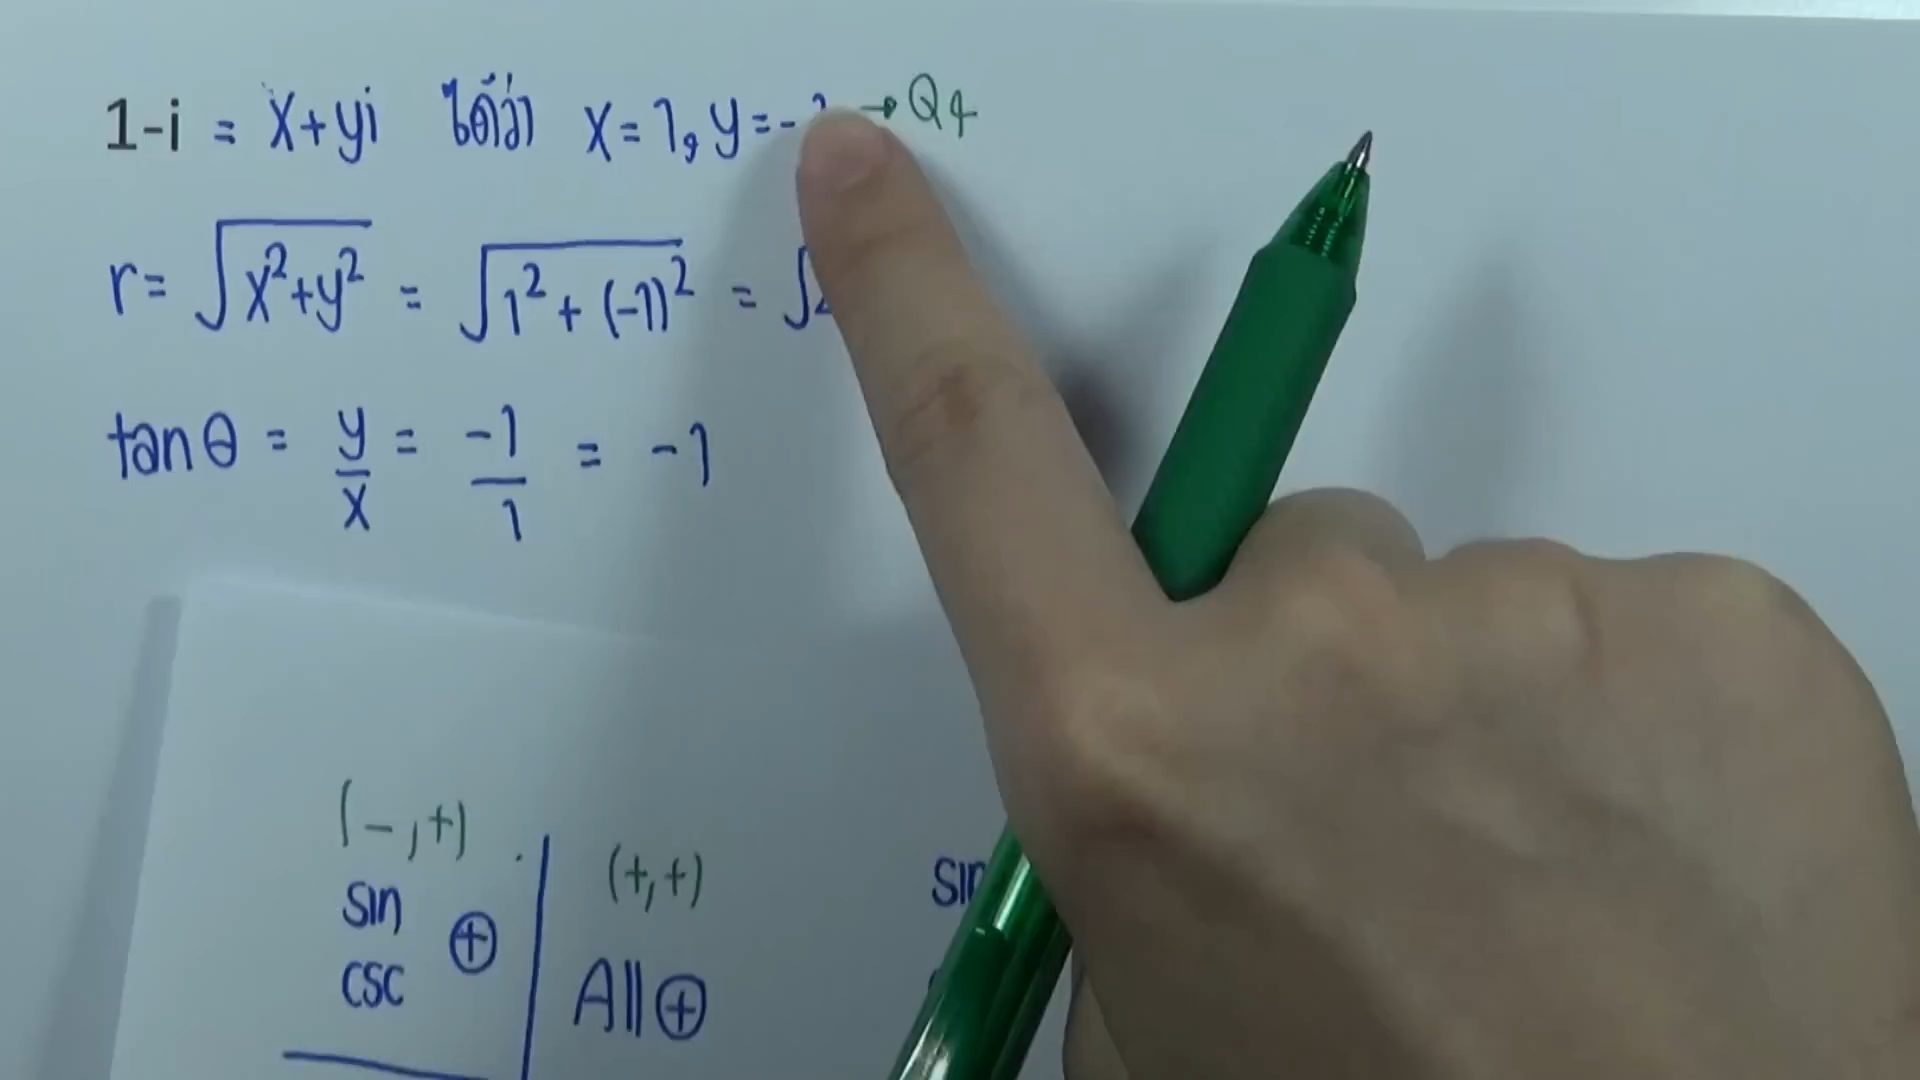 1-i = x+yi ได้ว่า x=1, y=- → Q4
r= √x²+y² = √1² + (-1)² = √
tan θ = y/x = -1/1 = -1
(-,+)
(+,+)
sin
csc ⊕
All ⊕